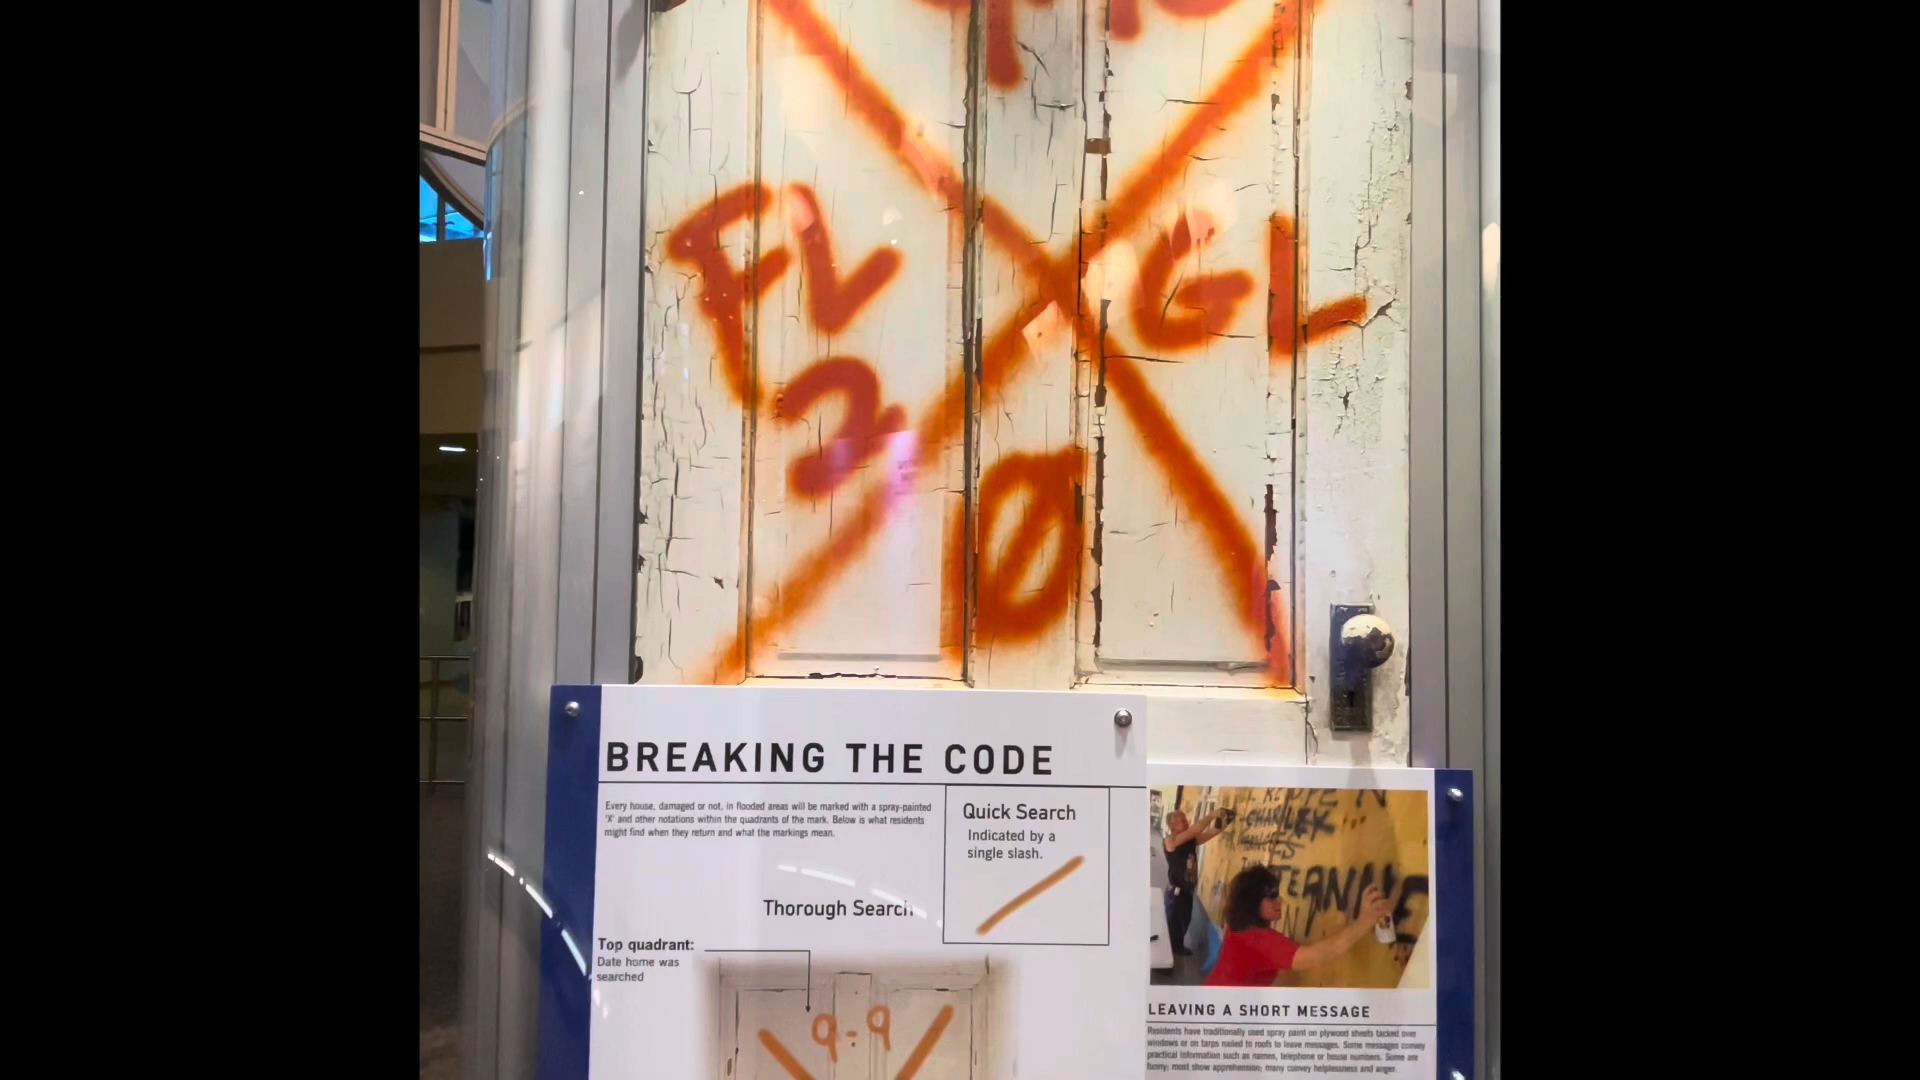 FL
GL
3
0
BREAKING THE CODE
Every house, damaged or not, in flooded areas will be marked with a spray-painted
'X' and other notations within the quadrants of the mark. Below is what residents
might find when they return and what the markings mean.
Quick Search
Indicated by a
single slash.
Thorough Search
Top quadrant:
Date home was
searched
9-9
LEAVING A SHORT MESSAGE
Residents have traditionally used spray paint on plywood sheets tacked over
windows or on tarps nailed to roofs to leave messages. Some messages convey
practical information such as names, telephone or house numbers. Some are
funny; most show apprehension; many convey helplessness and anger.